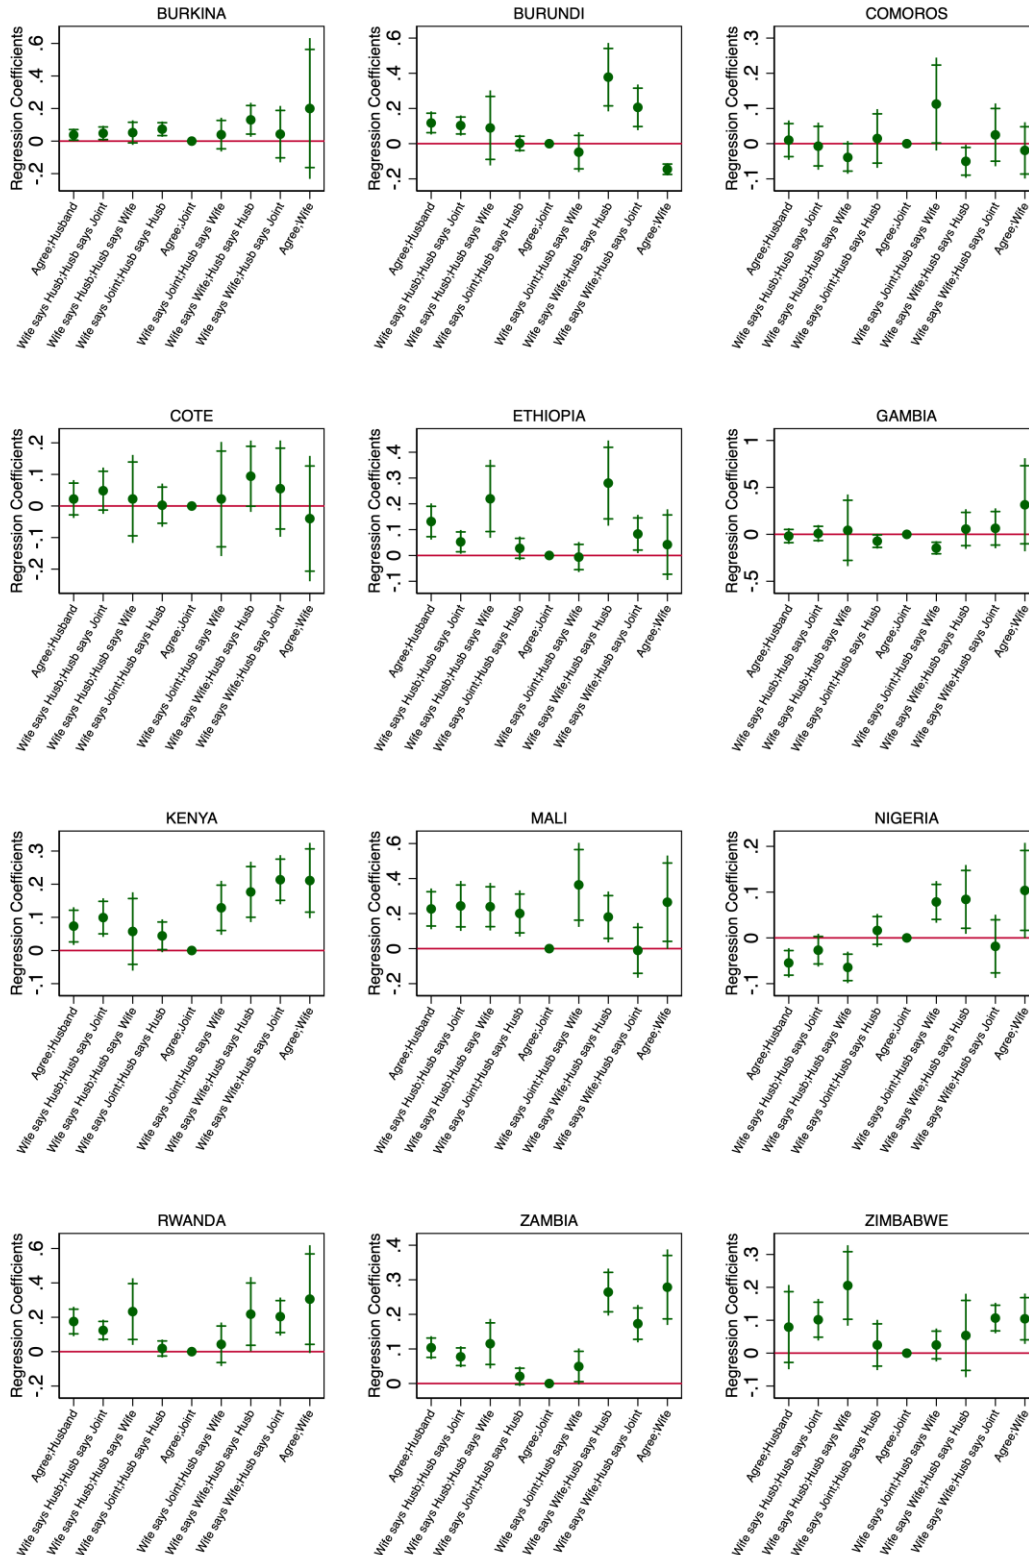 BURKINA
Regression Coefficients
.6
.4
.2
0
-.2
Agree;Husband
Wife says Husb;Husb says Joint
Wife says Husb;Husb says Wife
Wife says Joint;Husb says Husb
Agree;Joint
Wife says Joint;Husb says Wife
Wife says Wife;Husb says Husb
Wife says Wife;Husb says Joint
Agree;Wife
BURUNDI
Regression Coefficients
.6
.4
.2
0
-.2
Agree;Husband
Wife says Husb;Husb says Joint
Wife says Husb;Husb says Wife
Wife says Joint;Husb says Husb
Agree;Joint
Wife says Joint;Husb says Wife
Wife says Wife;Husb says Husb
Wife says Wife;Husb says Joint
Agree;Wife
COMOROS
Regression Coefficients
.3
.2
.1
0
-.1
Agree;Husband
Wife says Husb;Husb says Joint
Wife says Husb;Husb says Wife
Wife says Joint;Husb says Husb
Agree;Joint
Wife says Joint;Husb says Wife
Wife says Wife;Husb says Husb
Wife says Wife;Husb says Joint
Agree;Wife
COTE
Regression Coefficients
.2
.1
0
-.1
-.2
Agree;Husband
Wife says Husb;Husb says Joint
Wife says Husb;Husb says Wife
Wife says Joint;Husb says Husb
Agree;Joint
Wife says Joint;Husb says Wife
Wife says Wife;Husb says Husb
Wife says Wife;Husb says Joint
Agree;Wife
ETHIOPIA
Regression Coefficients
.4
.3
.2
.1
0
-.1
Agree;Husband
Wife says Husb;Husb says Joint
Wife says Husb;Husb says Wife
Wife says Joint;Husb says Husb
Agree;Joint
Wife says Joint;Husb says Wife
Wife says Wife;Husb says Husb
Wife says Wife;Husb says Joint
Agree;Wife
GAMBIA
Regression Coefficients
1
.5
0
-.5
Agree;Husband
Wife says Husb;Husb says Joint
Wife says Husb;Husb says Wife
Wife says Joint;Husb says Husb
Agree;Joint
Wife says Joint;Husb says Wife
Wife says Wife;Husb says Husb
Wife says Wife;Husb says Joint
Agree;Wife
KENYA
Regression Coefficients
.3
.2
.1
0
-.1
Agree;Husband
Wife says Husb;Husb says Joint
Wife says Husb;Husb says Wife
Wife says Joint;Husb says Husb
Agree;Joint
Wife says Joint;Husb says Wife
Wife says Wife;Husb says Husb
Wife says Wife;Husb says Joint
Agree;Wife
MALI
Regression Coefficients
.6
.4
.2
0
-.2
Agree;Husband
Wife says Husb;Husb says Joint
Wife says Husb;Husb says Wife
Wife says Joint;Husb says Husb
Agree;Joint
Wife says Joint;Husb says Wife
Wife says Wife;Husb says Husb
Wife says Wife;Husb says Joint
Agree;Wife
NIGERIA
Regression Coefficients
.2
.1
0
-.1
Agree;Husband
Wife says Husb;Husb says Joint
Wife says Husb;Husb says Wife
Wife says Joint;Husb says Husb
Agree;Joint
Wife says Joint;Husb says Wife
Wife says Wife;Husb says Husb
Wife says Wife;Husb says Joint
Agree;Wife
RWANDA
Regression Coefficients
.6
.4
.2
0
-.2
Agree;Husband
Wife says Husb;Husb says Joint
Wife says Husb;Husb says Wife
Wife says Joint;Husb says Husb
Agree;Joint
Wife says Joint;Husb says Wife
Wife says Wife;Husb says Husb
Wife says Wife;Husb says Joint
Agree;Wife
ZAMBIA
Regression Coefficients
.4
.3
.2
.1
0
Agree;Husband
Wife says Husb;Husb says Joint
Wife says Husb;Husb says Wife
Wife says Joint;Husb says Husb
Agree;Joint
Wife says Joint;Husb says Wife
Wife says Wife;Husb says Husb
Wife says Wife;Husb says Joint
Agree;Wife
ZIMBABWE
Regression Coefficients
.3
.2
.1
0
-.1
Agree;Husband
Wife says Husb;Husb says Joint
Wife says Husb;Husb says Wife
Wife says Joint;Husb says Husb
Agree;Joint
Wife says Joint;Husb says Wife
Wife says Wife;Husb says Husb
Wife says Wife;Husb says Joint
Agree;Wife